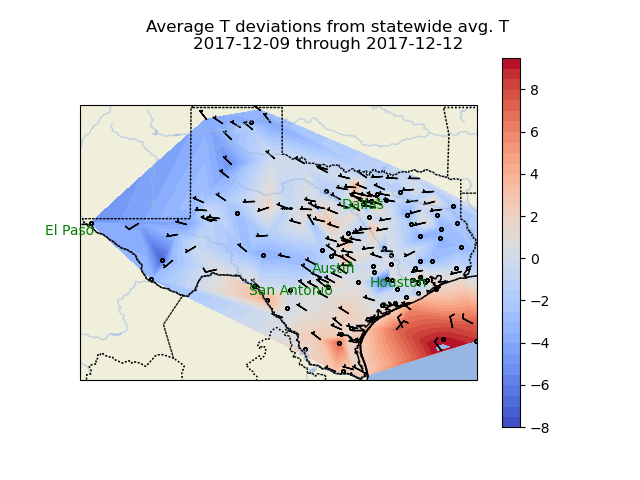 Average T deviations from statewide avg. T
2017-12-09 through 2017-12-12
8
6
4
2
0
−2
−4
−6
−8
Dallas
El Paso
Austin
San Antonio
Houston